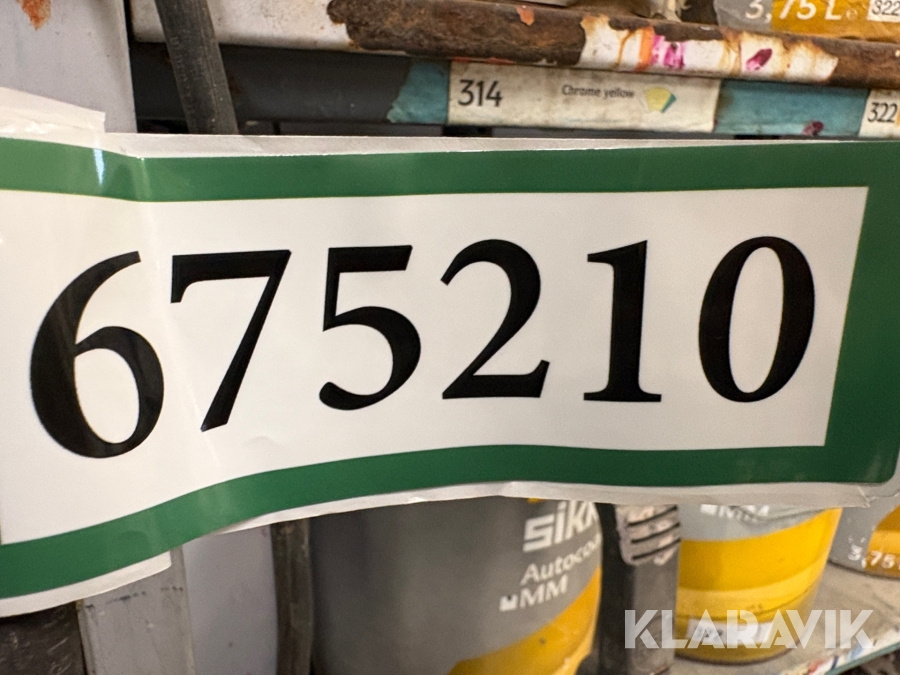 3,75 L
322
314
Chrome yellow
322
675210
sikk
Autoco
MM
MM
3,75
KLARAVIK